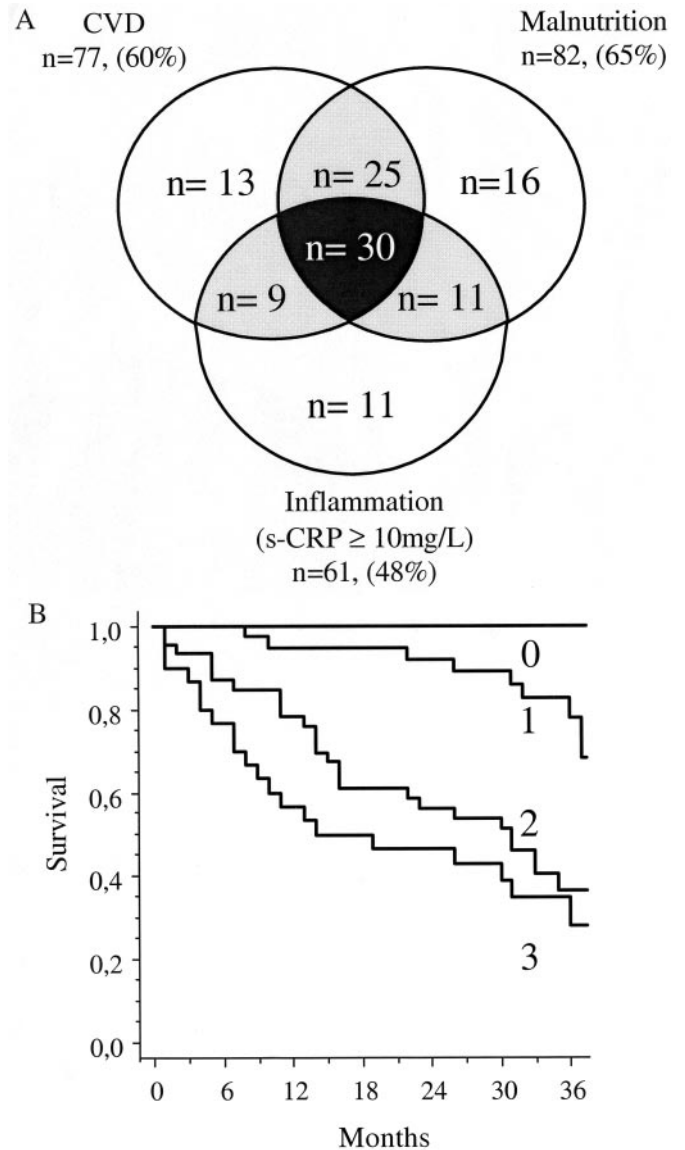 A
CVD
n=77, (60%)
Malnutrition
n=82, (65%)
n= 13
n= 25
n=16
n= 30
n= 9
n= 11
n= 11
Inflammation
(s-CRP ≥ 10mg/L)
n=61, (48%)
B
1,0
0,8
0,6
0,4
0,2
0,0
Survival
0
1
2
3
0 6 12 18 24 30 36
Months